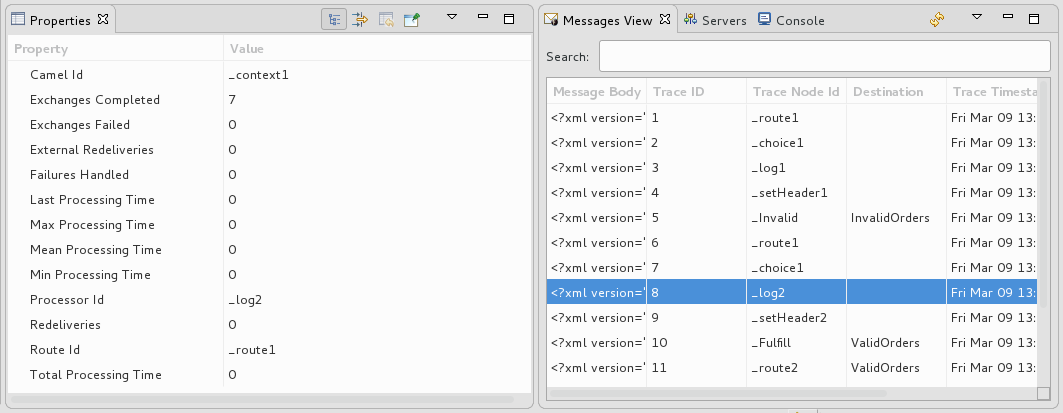 Properties
Property Value
Camel Id _context1
Exchanges Completed 7
Exchanges Failed 0
External Redeliveries 0
Failures Handled 0
Last Processing Time 0
Max Processing Time 0
Mean Processing Time 0
Min Processing Time 0
Processor Id _log2
Redeliveries 0
Route Id _route1
Total Processing Time 0
Messages View Servers Console
Search:
Message Body Trace ID Trace Node Id Destination Trace Timesta
<?xml version=' 1 _route1 Fri Mar 09 13:
<?xml version=' 2 _choice1 Fri Mar 09 13:
<?xml version=' 3 _log1 Fri Mar 09 13:
<?xml version=' 4 _setHeader1 Fri Mar 09 13:
<?xml version=' 5 _Invalid InvalidOrders Fri Mar 09 13:
<?xml version=' 6 _route1 Fri Mar 09 13:
<?xml version=' 7 _choice1 Fri Mar 09 13:
<?xml version=' 8 _log2 Fri Mar 09 13:
<?xml version=' 9 _setHeader2 Fri Mar 09 13:
<?xml version=' 10 _Fulfill ValidOrders Fri Mar 09 13:
<?xml version=' 11 _route2 ValidOrders Fri Mar 09 13: